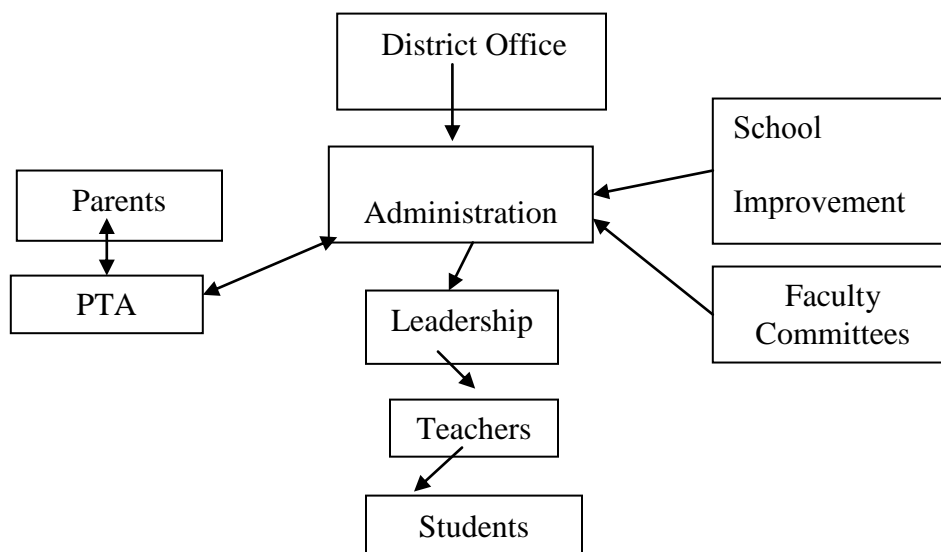 District Office
School
Improvement
Parents
Administration
PTA
Leadership
Faculty
Committees
Teachers
Students